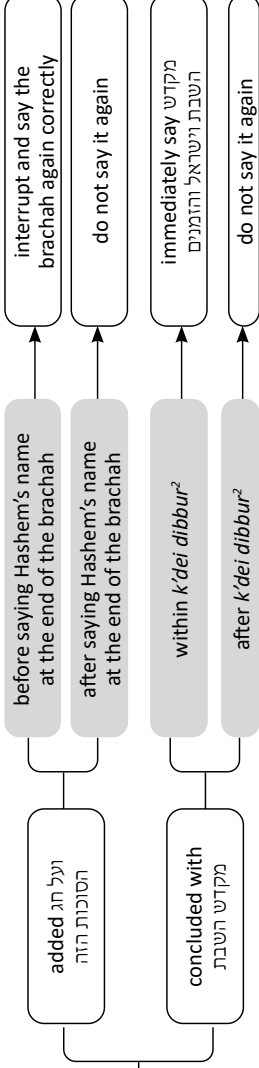 added ועל חג
הסוכות הזה
before saying Hashem's name
at the end of the brachah
interrupt and say the
brachah again correctly
after saying Hashem's name
at the end of the brachah
do not say it again
concluded with
מקדש השבת
within k'dei dibbur²
immediately say מקדש
השבת וישראל והזמנים
after k'dei dibbur²
do not say it again